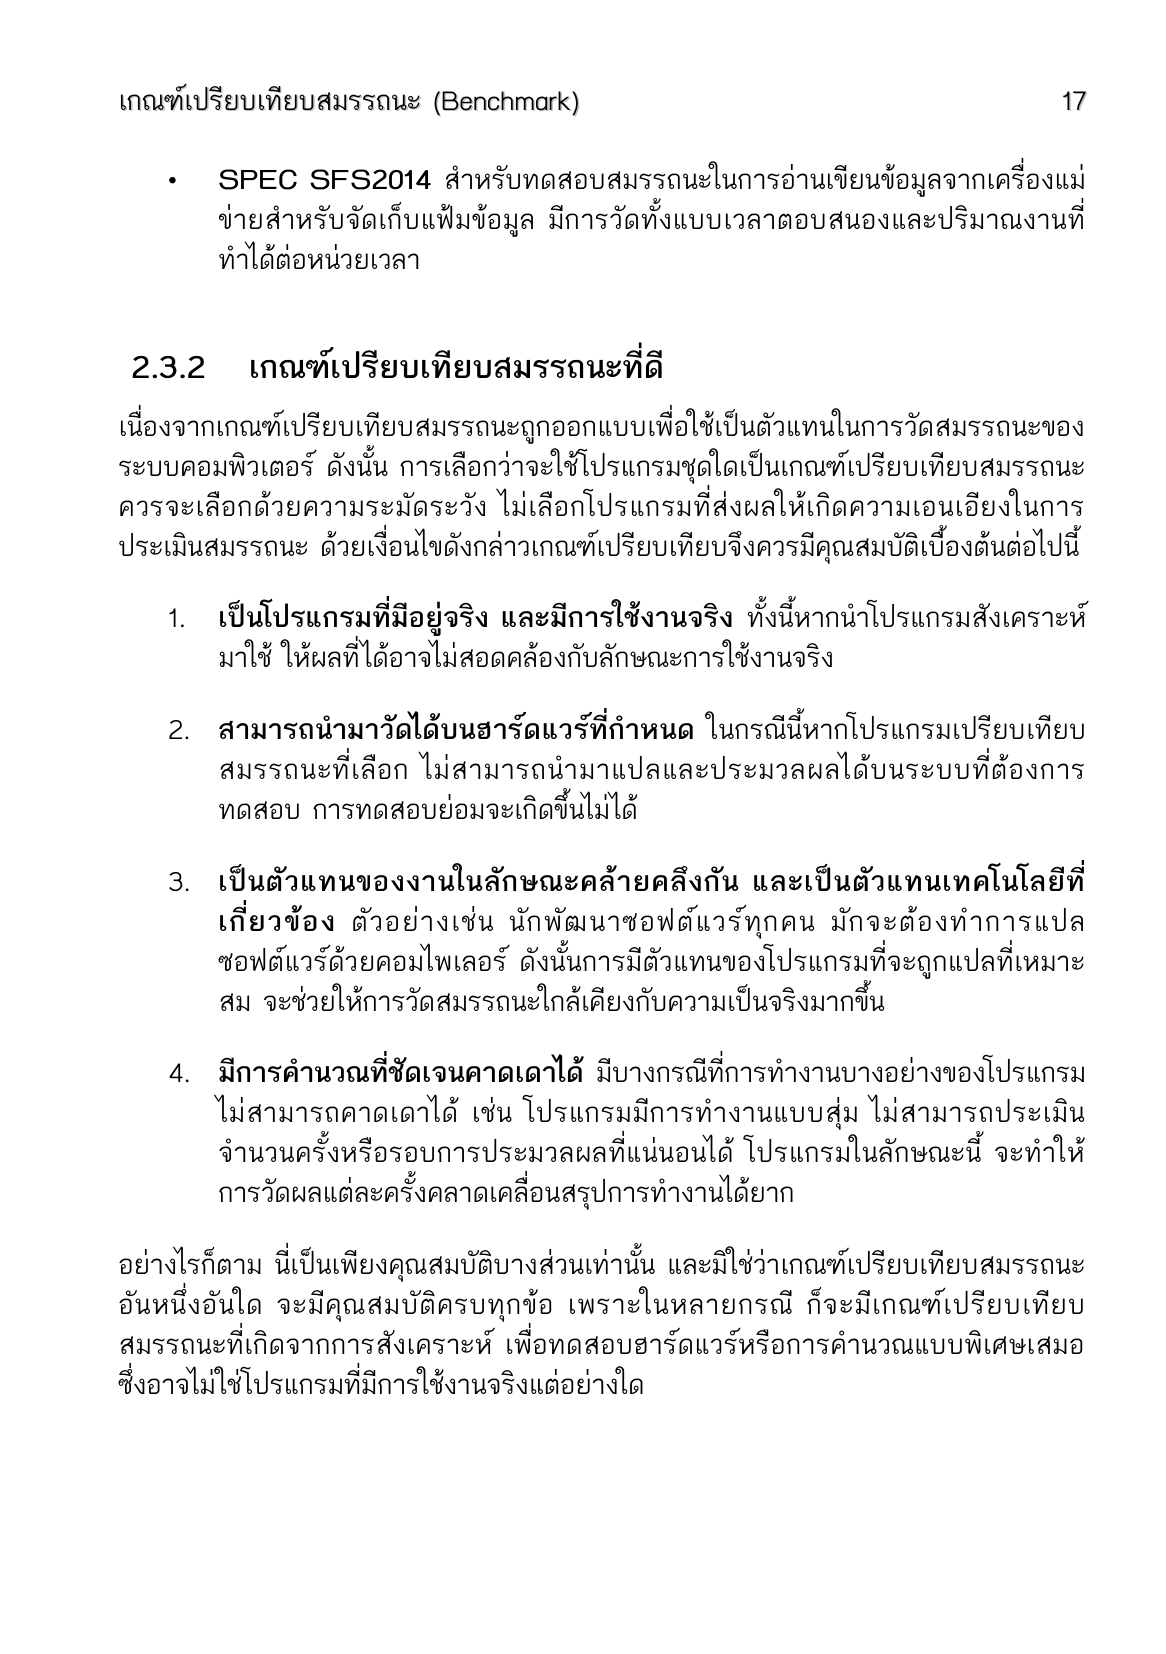 เกณฑ์เปรียบเทียบสมรรถนะ (Benchmark) 17
• SPEC SFS2014 สำหรับทดสอบสมรรถนะในการอ่านเขียนข้อมูลจากเครื่องแม่
ข่ายสำหรับจัดเก็บแฟ้มข้อมูล มีการวัดทั้งแบบเวลาตอบสนองและปริมาณงานที่
ทำได้ต่อหน่วยเวลา
2.3.2 เกณฑ์เปรียบเทียบสมรรถนะที่ดี
เนื่องจากเกณฑ์เปรียบเทียบสมรรถนะถูกออกแบบเพื่อใช้เป็นตัวแทนในการวัดสมรรถนะของ
ระบบคอมพิวเตอร์ ดังนั้น การเลือกว่าจะใช้โปรแกรมชุดใดเป็นเกณฑ์เปรียบเทียบสมรรถนะ
ควรจะเลือกด้วยความระมัดระวัง ไม่เลือกโปรแกรมที่ส่งผลให้เกิดความเอนเอียงในการ
ประเมินสมรรถนะ ด้วยเงื่อนไขดังกล่าวเกณฑ์เปรียบเทียบจึงควรมีคุณสมบัติเบื้องต้นต่อไปนี้
1. เป็นโปรแกรมที่มีอยู่จริง และมีการใช้งานจริง ทั้งนี้หากนำโปรแกรมสังเคราะห์
มาใช้ ให้ผลที่ได้อาจไม่สอดคล้องกับลักษณะการใช้งานจริง
2. สามารถนำมาวัดได้บนฮาร์ดแวร์ที่กำหนด ในกรณีนี้หากโปรแกรมเปรียบเทียบ
สมรรถนะที่เลือก ไม่สามารถนำมาแปลและประมวลผลได้บนระบบที่ต้องการ
ทดสอบ การทดสอบย่อมจะเกิดขึ้นไม่ได้
3. เป็นตัวแทนของงานในลักษณะคล้ายคลึงกัน และเป็นตัวแทนเทคโนโลยีที่
เกี่ยวข้อง ตัวอย่างเช่น นักพัฒนาซอฟต์แวร์ทุกคน มักจะต้องทำการแปล
ซอฟต์แวร์ด้วยคอมไพเลอร์ ดังนั้นการมีตัวแทนของโปรแกรมที่จะถูกแปลที่เหมาะ
สม จะช่วยให้การวัดสมรรถนะใกล้เคียงกับความเป็นจริงมากขึ้น
4. มีการคำนวณที่ชัดเจนคาดเดาได้ มีบางกรณีที่การทำงานบางอย่างของโปรแกรม
ไม่สามารถคาดเดาได้ เช่น โปรแกรมมีการทำงานแบบสุ่ม ไม่สามารถประเมิน
จำนวนครั้งหรือรอบการประมวลผลที่แน่นอนได้ โปรแกรมในลักษณะนี้ จะทำให้
การวัดผลแต่ละครั้งคลาดเคลื่อนสรุปการทำงานได้ยาก
อย่างไรก็ตาม นี่เป็นเพียงคุณสมบัติบางส่วนเท่านั้น และมิใช่ว่าเกณฑ์เปรียบเทียบสมรรถนะ
อันหนึ่งอันใด จะมีคุณสมบัติครบทุกข้อ เพราะในหลายกรณี ก็จะมีเกณฑ์เปรียบเทียบ
สมรรถนะที่เกิดจากการสังเคราะห์ เพื่อทดสอบฮาร์ดแวร์หรือการคำนวณแบบพิเศษเสมอ
ซึ่งอาจไม่ใช่โปรแกรมที่มีการใช้งานจริงแต่อย่างใด